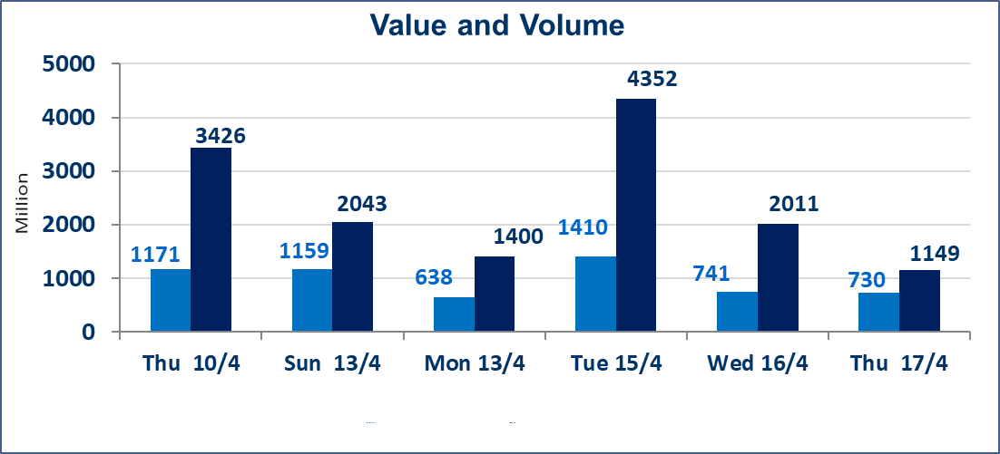 Value and Volume
5000
4000
3000
2000
1000
0
Million
1171
3426
1159
2043
638
1400
1410
4352
741
2011
730
1149
Thu 10/4
Sun 13/4
Mon 13/4
Tue 15/4
Wed 16/4
Thu 17/4